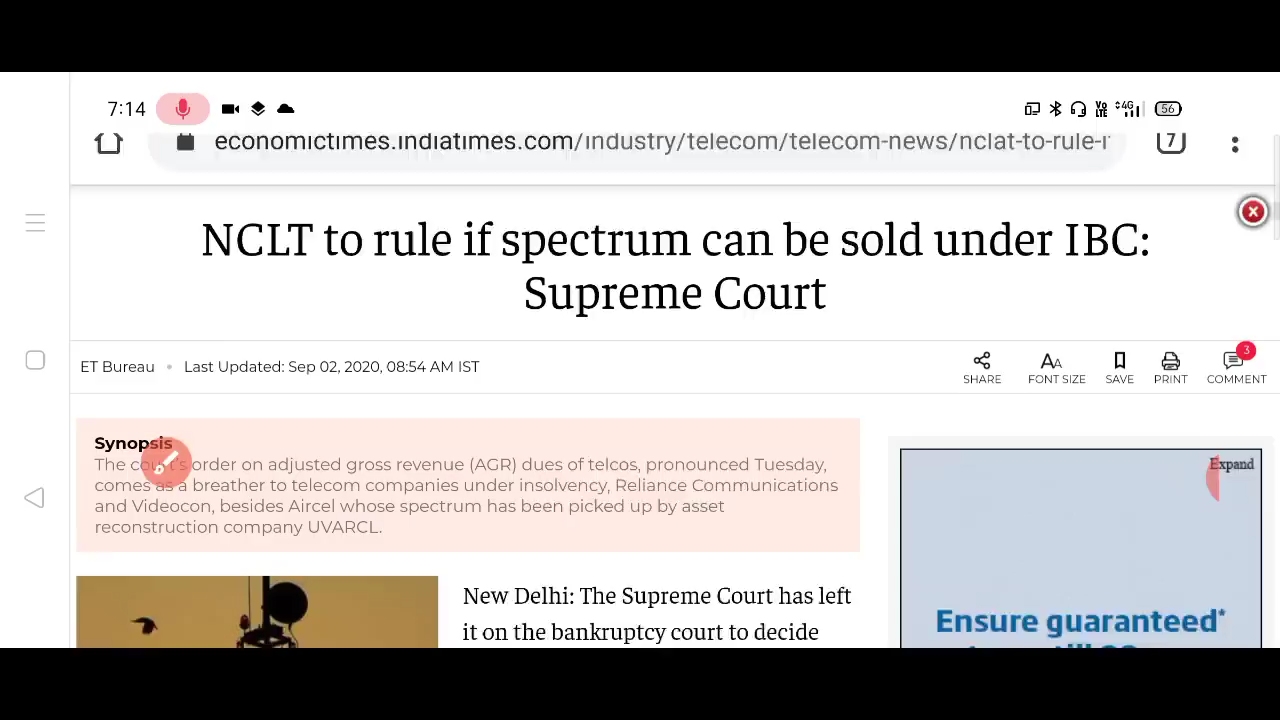 7:14
Vo LTE 4G 56
economictimes.indiatimes.com/industry/telecom/telecom-news/nclat-to-rule-i
7
NCLT to rule if spectrum can be sold under IBC:
Supreme Court
ET Bureau • Last Updated: Sep 02, 2020, 08:54 AM IST
SHARE
FONT SIZE
SAVE
PRINT
3
COMMENT
Synopsis
The court's order on adjusted gross revenue (AGR) dues of telcos, pronounced Tuesday,
comes as a breather to telecom companies under insolvency, Reliance Communications
and Videocon, besides Aircel whose spectrum has been picked up by asset
reconstruction company UVARCL.
New Delhi: The Supreme Court has left
it on the bankruptcy court to decide
Expand
Ensure guaranteed*